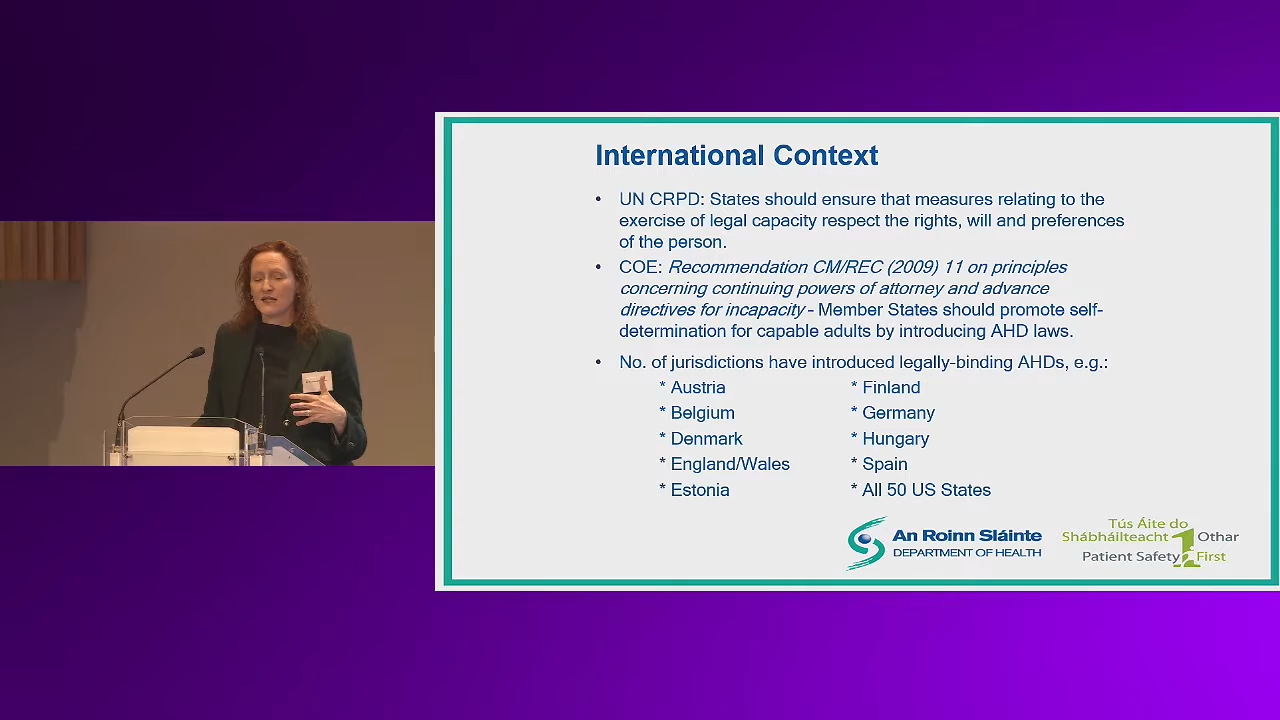 International Context
• UN CRPD: States should ensure that measures relating to the
exercise of legal capacity respect the rights, will and preferences
of the person.
• COE: Recommendation CM/REC (2009) 11 on principles
concerning continuing powers of attorney and advance
directives for incapacity - Member States should promote self-
determination for capable adults by introducing AHD laws.
• No. of jurisdictions have introduced legally-binding AHDs, e.g.:
* Austria
* Belgium
* Denmark
* England/Wales
* Estonia
* Finland
* Germany
* Hungary
* Spain
* All 50 US States
An Roinn Sláinte
DEPARTMENT OF HEALTH
Tús Áite do
Shábháilteacht 1 Othar
Patient Safety First